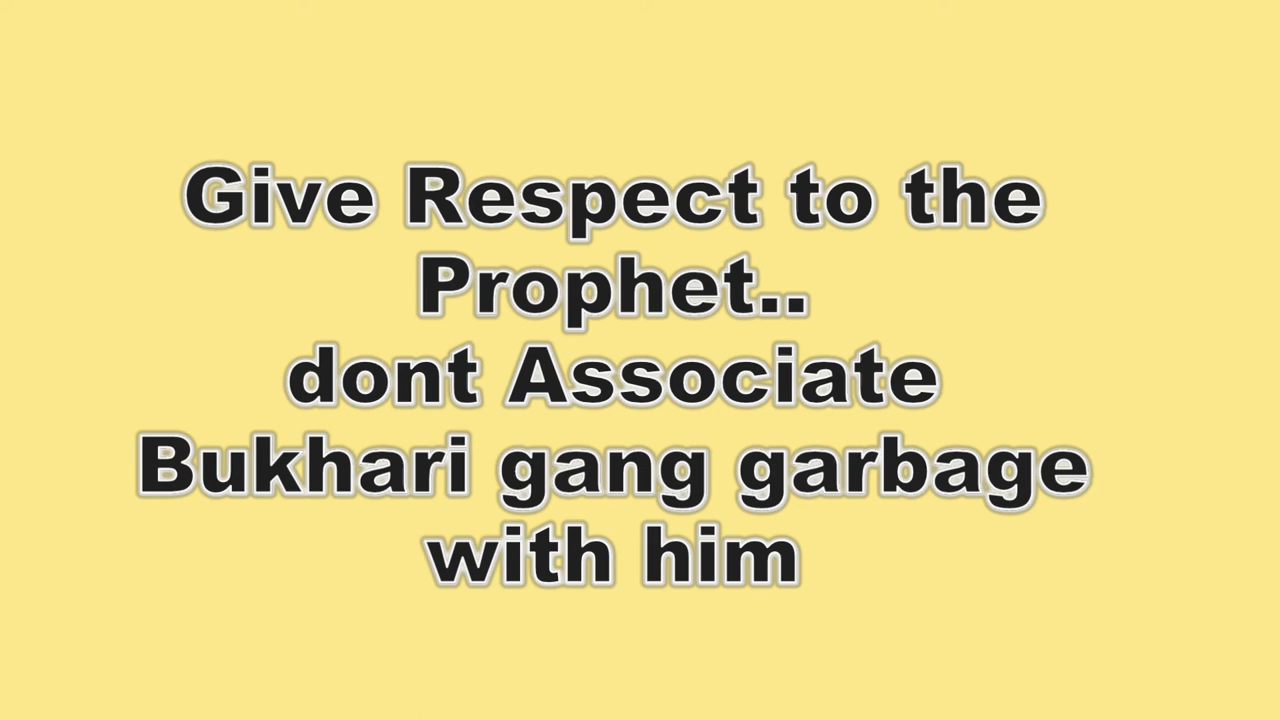 Give Respect to the
Prophet..
dont Associate
Bukhari gang garbage
with him